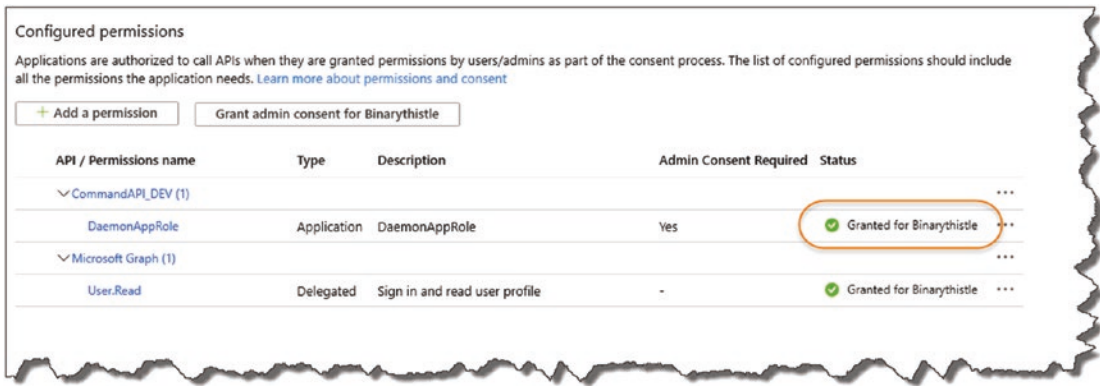 Configured permissions
Applications are authorized to call APIs when they are granted permissions by users/admins as part of the consent process. The list of configured permissions should include
all the permissions the application needs. Learn more about permissions and consent
+ Add a permission Grant admin consent for Binarythistle
API / Permissions name Type Description Admin Consent Required Status
CommandAPI_DEV (1) ...
DaemonAppRole Application DaemonAppRole Yes Granted for Binarythistle ...
Microsoft Graph (1) ...
User.Read Delegated Sign in and read user profile - Granted for Binarythistle ...